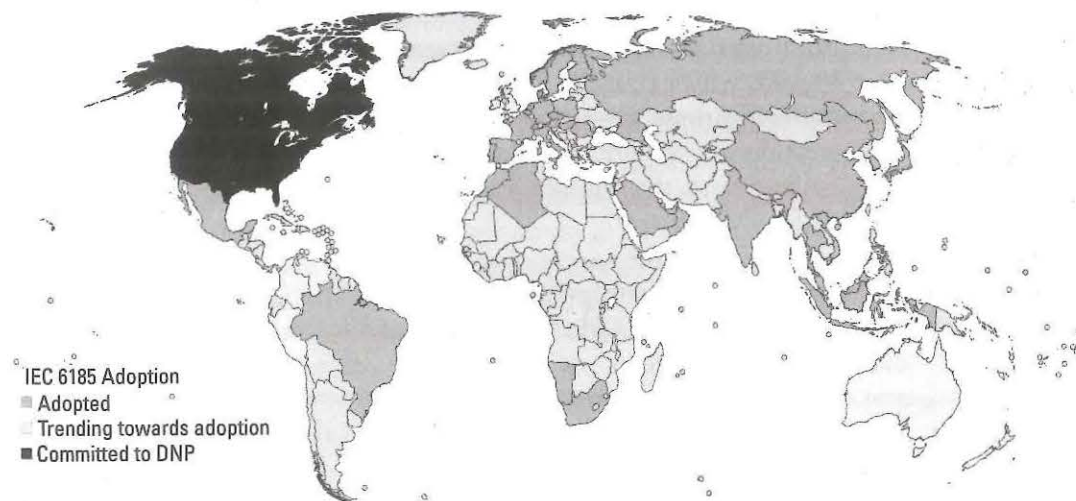 IEC 6185 Adoption
Adopted
Trending towards adoption
Committed to DNP